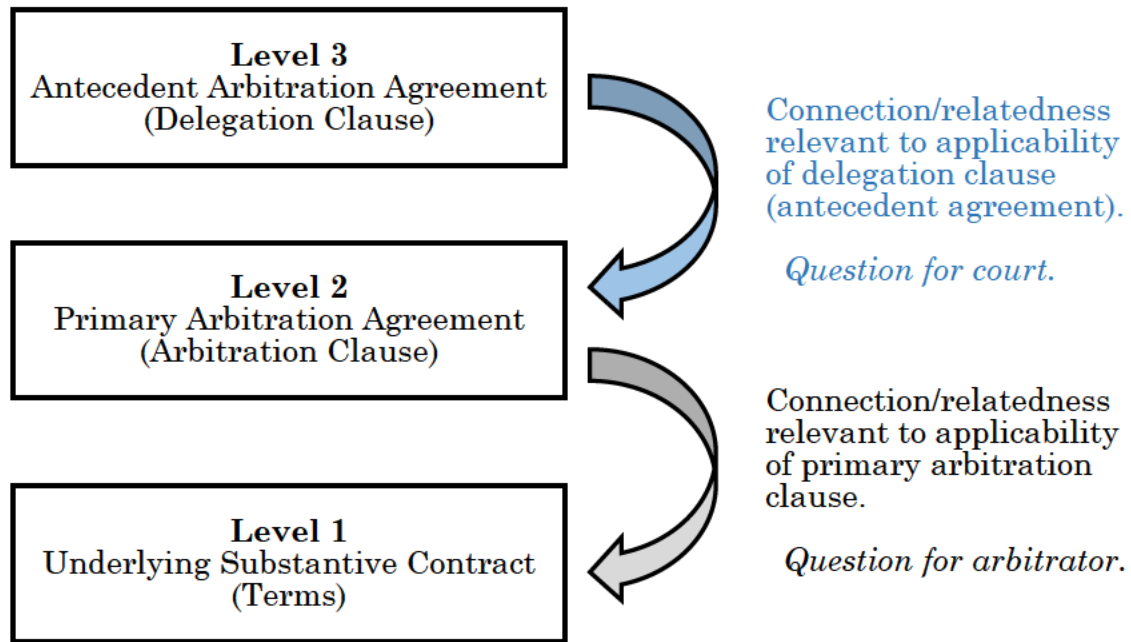 Level 3
Antecedent Arbitration Agreement
(Delegation Clause)
Connection/relatedness
relevant to applicability
of delegation clause
(antecedent agreement).
Question for court.
Level 2
Primary Arbitration Agreement
(Arbitration Clause)
Connection/relatedness
relevant to applicability
of primary arbitration
clause.
Question for arbitrator.
Level 1
Underlying Substantive Contract
(Terms)